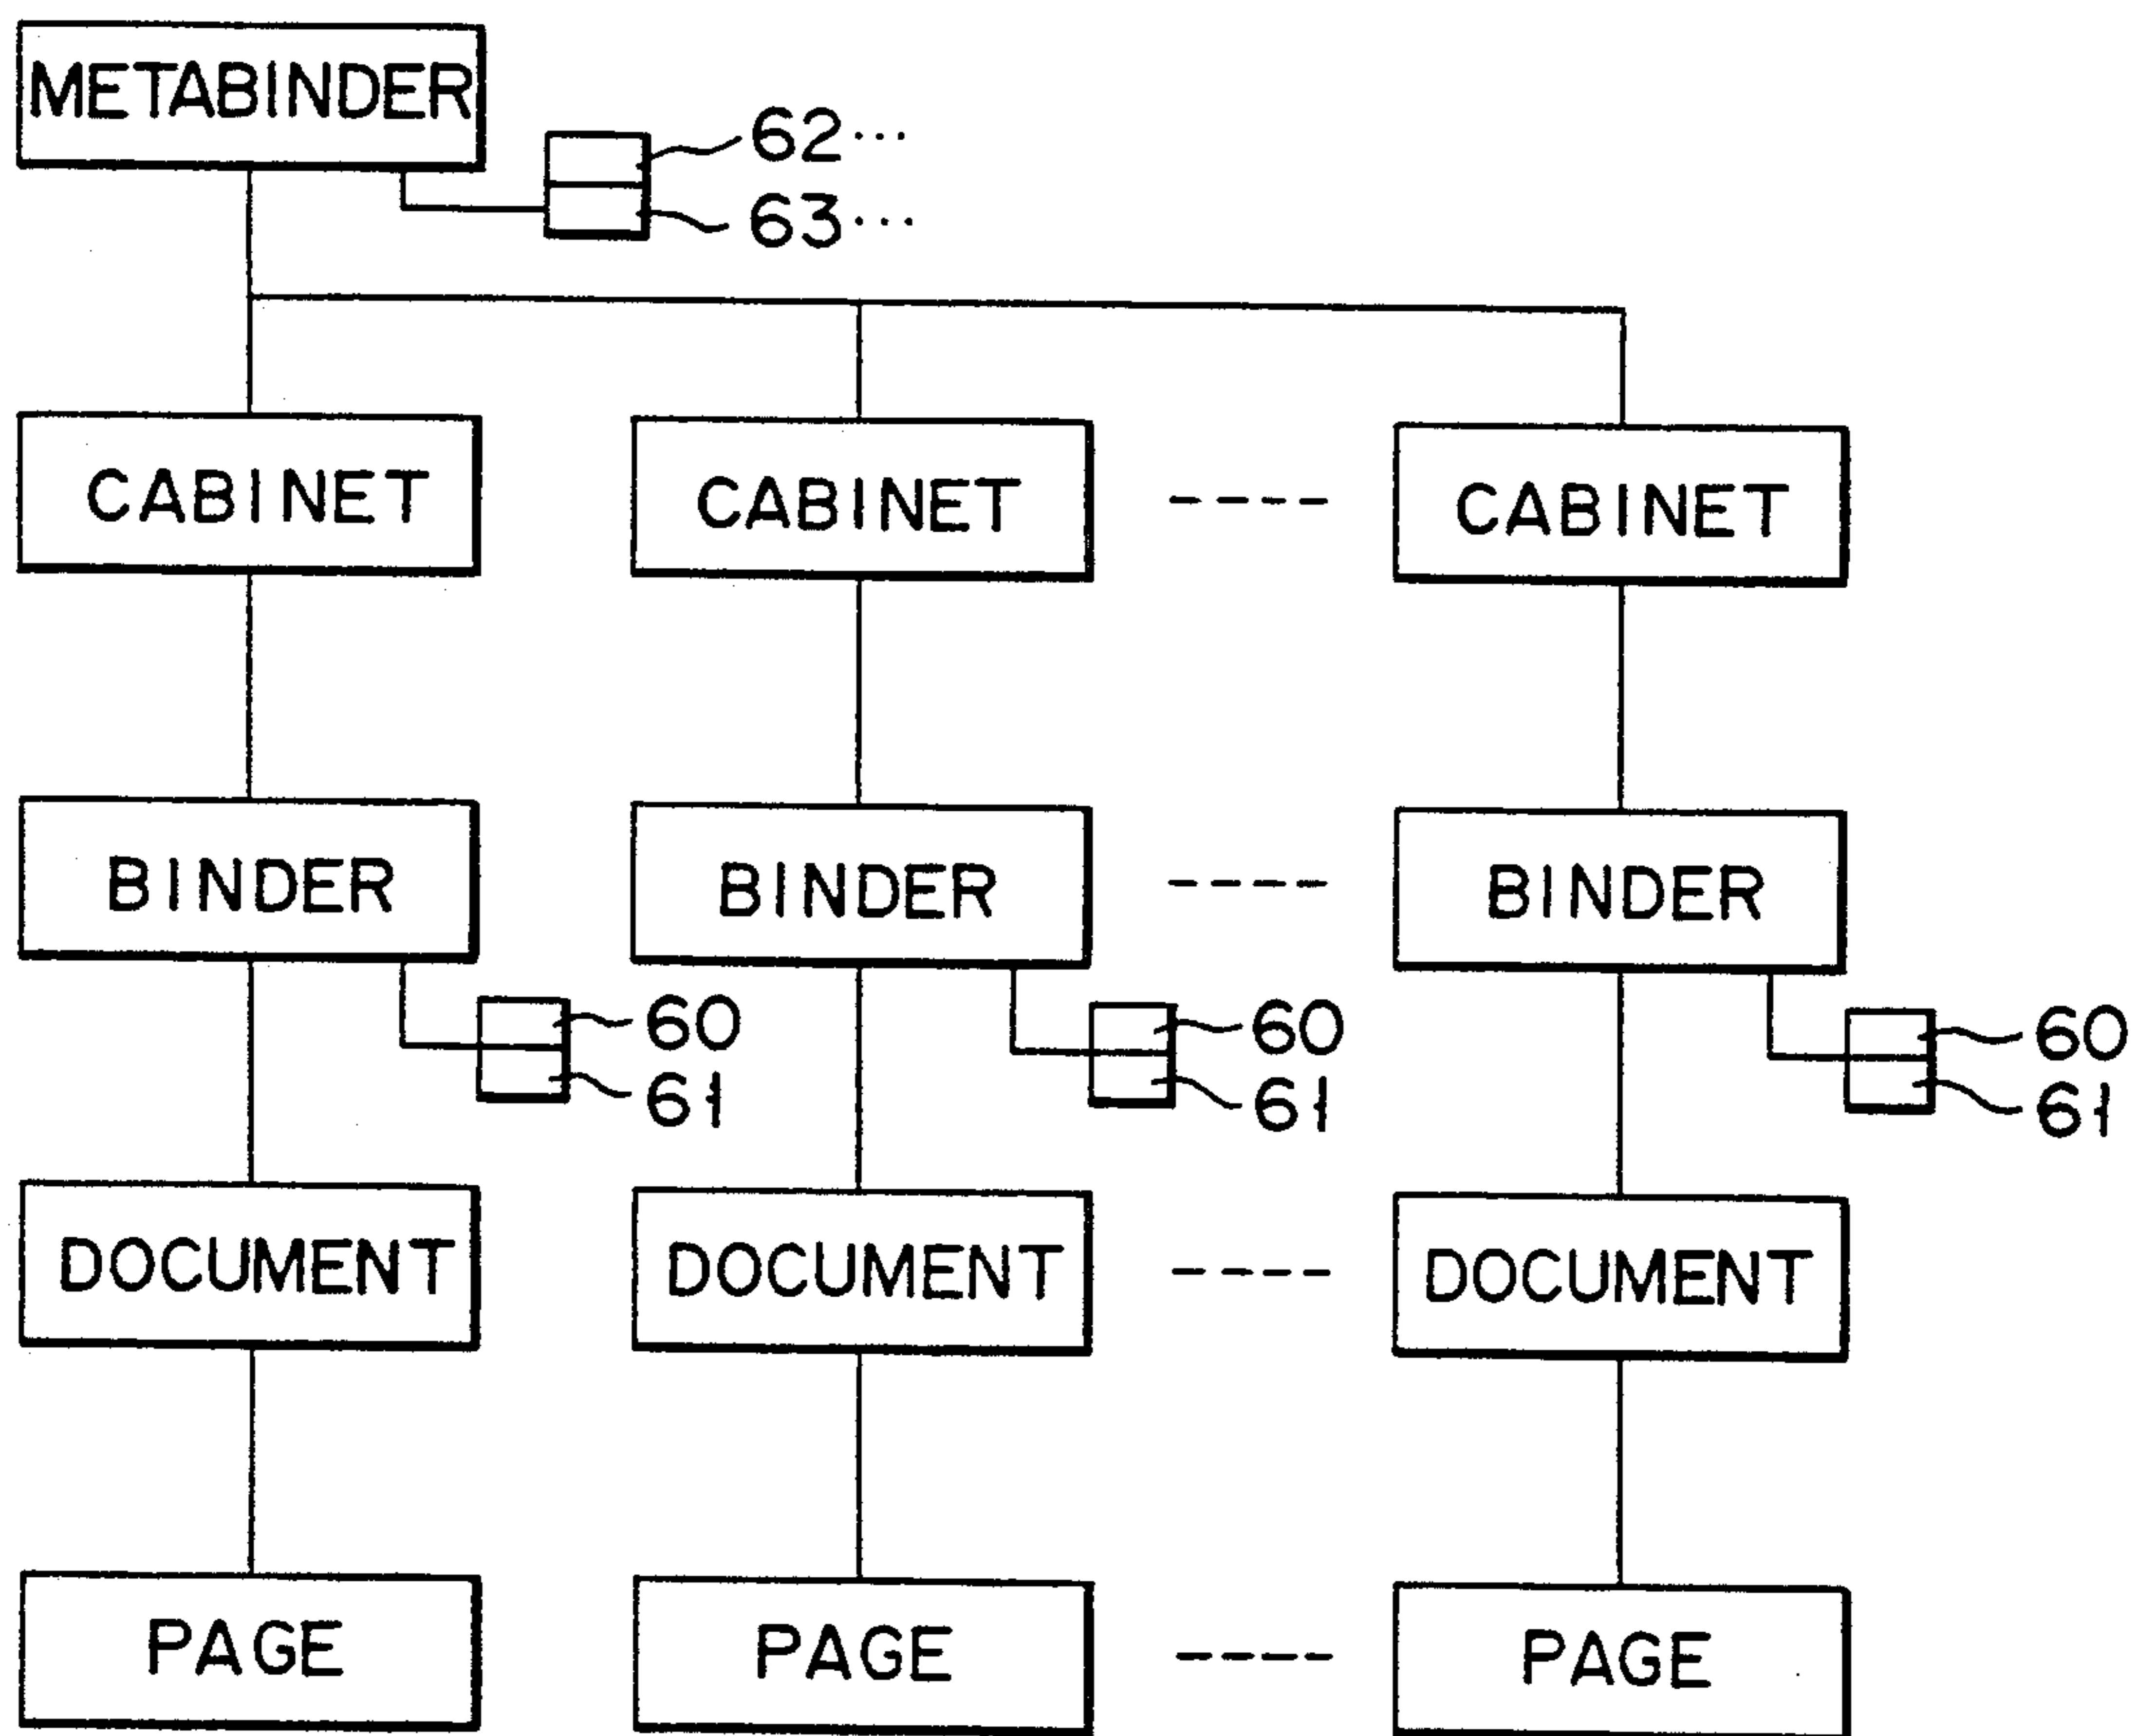 METABINDER
62...
63...
CABINET CABINET ---- CABINET
BINDER BINDER ---- BINDER
60 60 60
61 61 61
DOCUMENT DOCUMENT ---- DOCUMENT
PAGE PAGE ---- PAGE